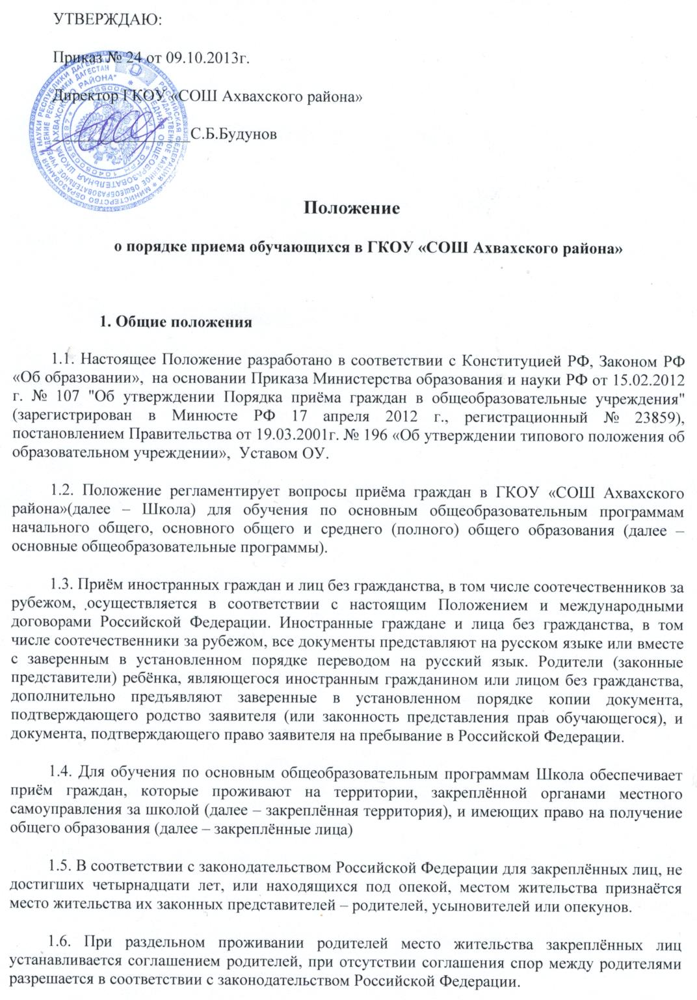 УТВЕРЖДАЮ:
Приказ № 24 от 09.10.2013г.
Директор ГКОУ «СОШ Ахвахского района»
________________С.Б.Будунов
Положение
о порядке приема обучающихся в ГКОУ «СОШ Ахвахского района»
1. Общие положения
1.1. Настоящее Положение разработано в соответствии с Конституцией РФ, Законом РФ
«Об образовании», на основании Приказа Министерства образования и науки РФ от 15.02.2012
г. № 107 "Об утверждении Порядка приёма граждан в общеобразовательные учреждения"
(зарегистрирован в Минюсте РФ 17 апреля 2012 г., регистрационный № 23859),
постановлением Правительства от 19.03.2001г. № 196 «Об утверждении типового положения об
образовательном учреждении», Уставом ОУ.
1.2. Положение регламентирует вопросы приёма граждан в ГКОУ «СОШ Ахвахского
района»(далее – Школа) для обучения по основным общеобразовательным программам
начального общего, основного общего и среднего (полного) общего образования (далее –
основные общеобразовательные программы).
1.3. Приём иностранных граждан и лиц без гражданства, в том числе соотечественников за
рубежом, осуществляется в соответствии с настоящим Положением и международными
договорами Российской Федерации. Иностранные граждане и лица без гражданства, в том
числе соотечественники за рубежом, все документы представляют на русском языке или вместе
с заверенным в установленном порядке переводом на русский язык. Родители (законные
представители) ребёнка, являющегося иностранным гражданином или лицом без гражданства,
дополнительно предъявляют заверенные в установленном порядке копии документа,
подтверждающего родство заявителя (или законность представления прав обучающегося), и
документа, подтверждающего право заявителя на пребывание в Российской Федерации.
1.4. Для обучения по основным общеобразовательным программам Школа обеспечивает
приём граждан, которые проживают на территории, закреплённой органами местного
самоуправления за школой (далее – закреплённая территория), и имеющих право на получение
общего образования (далее – закреплённые лица)
1.5. В соответствии с законодательством Российской Федерации для закреплённых лиц, не
достигших четырнадцати лет, или находящихся под опекой, местом жительства признаётся
место жительства их законных представителей – родителей, усыновителей или опекунов.
1.6. При раздельном проживании родителей место жительства закреплённых лиц
устанавливается соглашением родителей, при отсутствии соглашения спор между родителями
разрешается в соответствии с законодательством Российской Федерации.